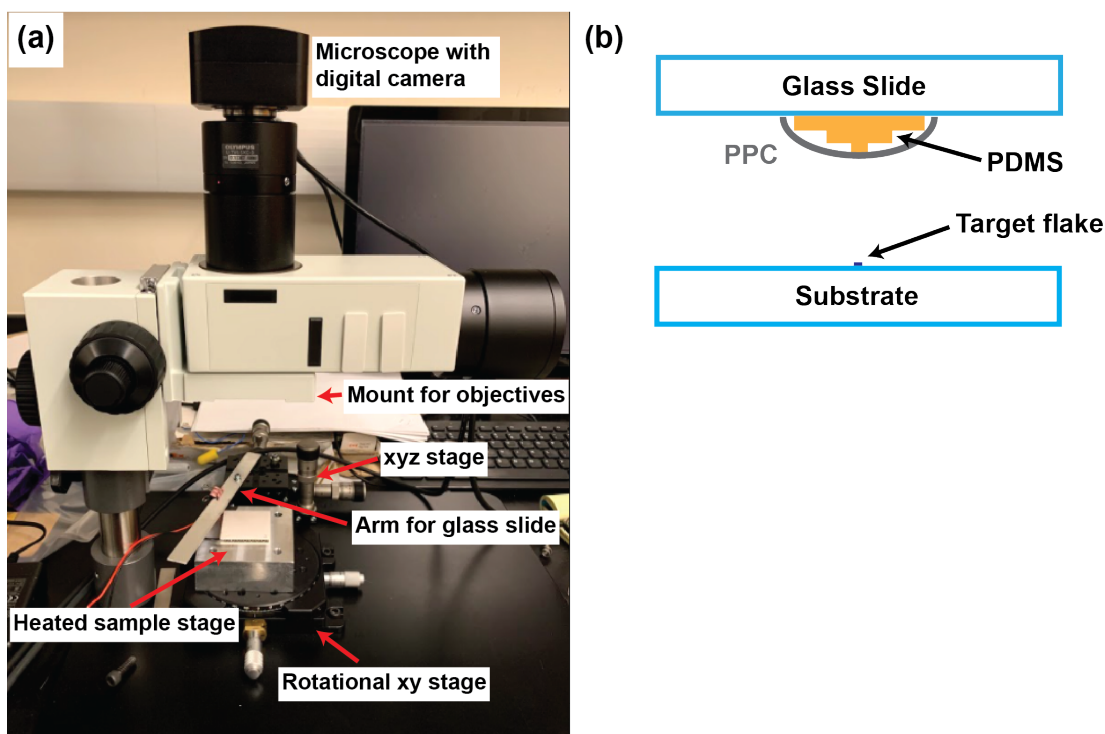 (a)
Microscope with
digital camera
OLYMPUS
Mount for objectives
xyz stage
Arm for glass slide
Heated sample stage
Rotational xy stage
(b)
Glass Slide
PPC
PDMS
Target flake
Substrate